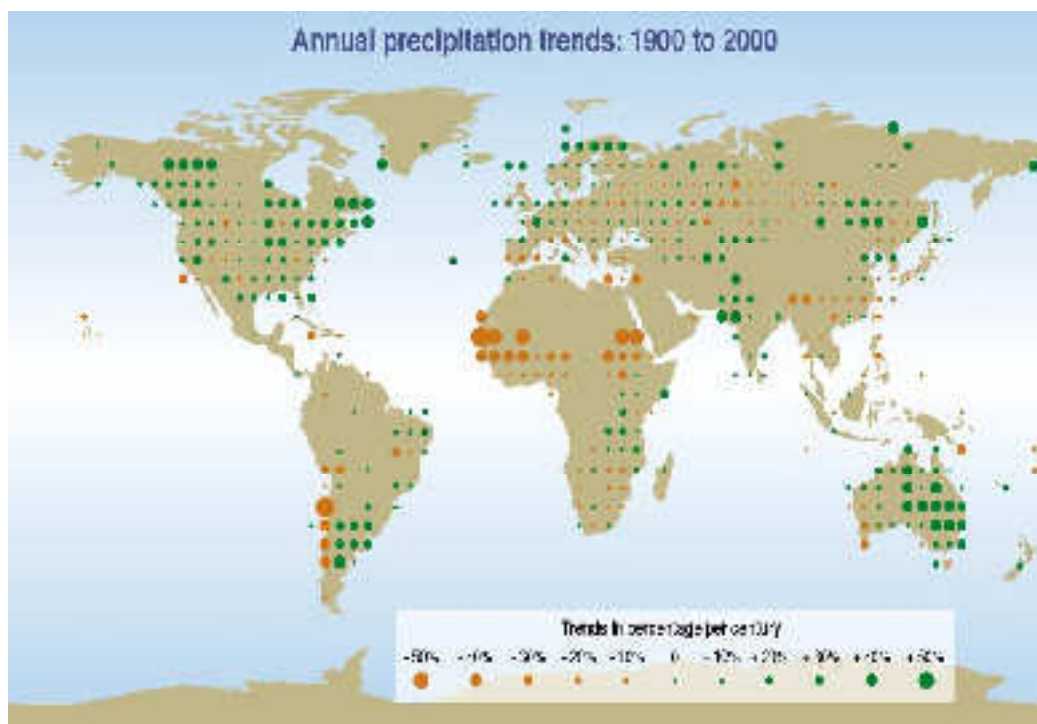 Annual precipitation trends: 1900 to 2000
Trends in percentage per century
-50% -40% -30% -20% -10% 0 +10% +20% +30% +40% +50%